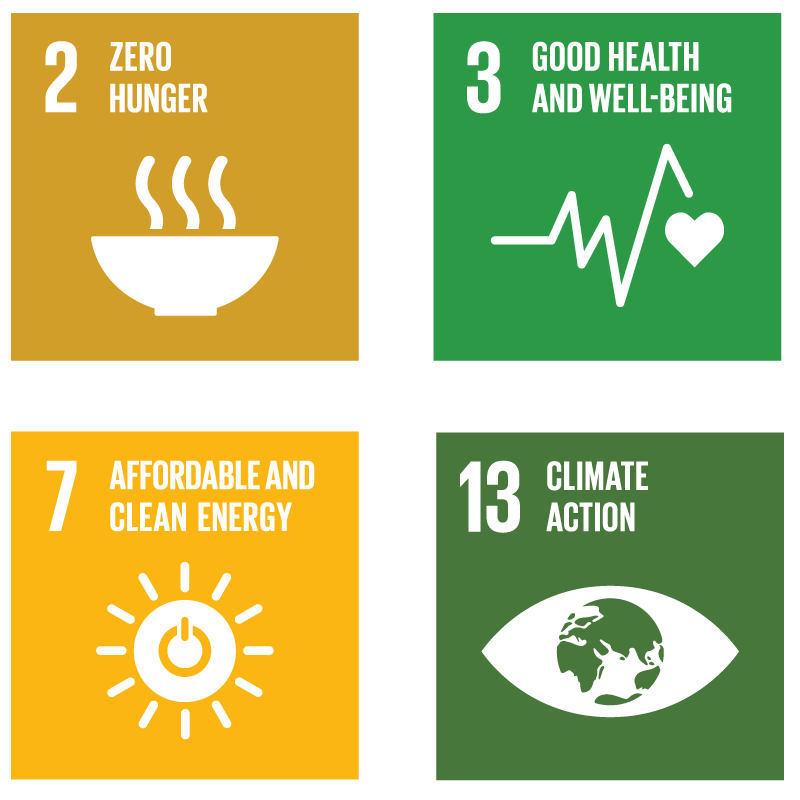 2 ZERO
HUNGER
3 GOOD HEALTH
AND WELL-BEING
7 AFFORDABLE AND
CLEAN ENERGY
13 CLIMATE
ACTION